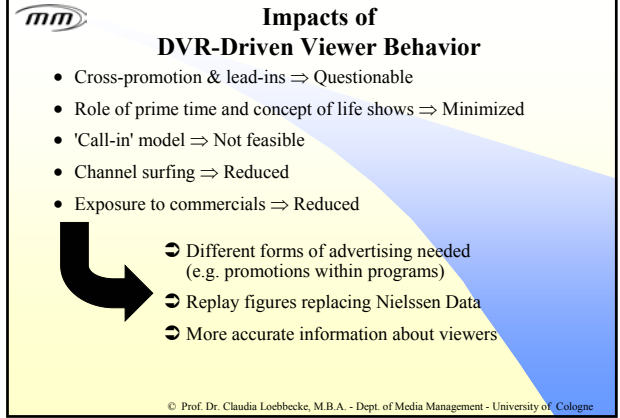 mm
Impacts of
DVR-Driven Viewer Behavior
• Cross-promotion & lead-ins ⇒ Questionable
• Role of prime time and concept of life shows ⇒ Minimized
• 'Call-in' model ⇒ Not feasible
• Channel surfing ⇒ Reduced
• Exposure to commercials ⇒ Reduced
➲ Different forms of advertising needed
(e.g. promotions within programs)
➲ Replay figures replacing Nielssen Data
➲ More accurate information about viewers
© Prof. Dr. Claudia Loebbecke, M.B.A. - Dept. of Media Management - University of Cologne